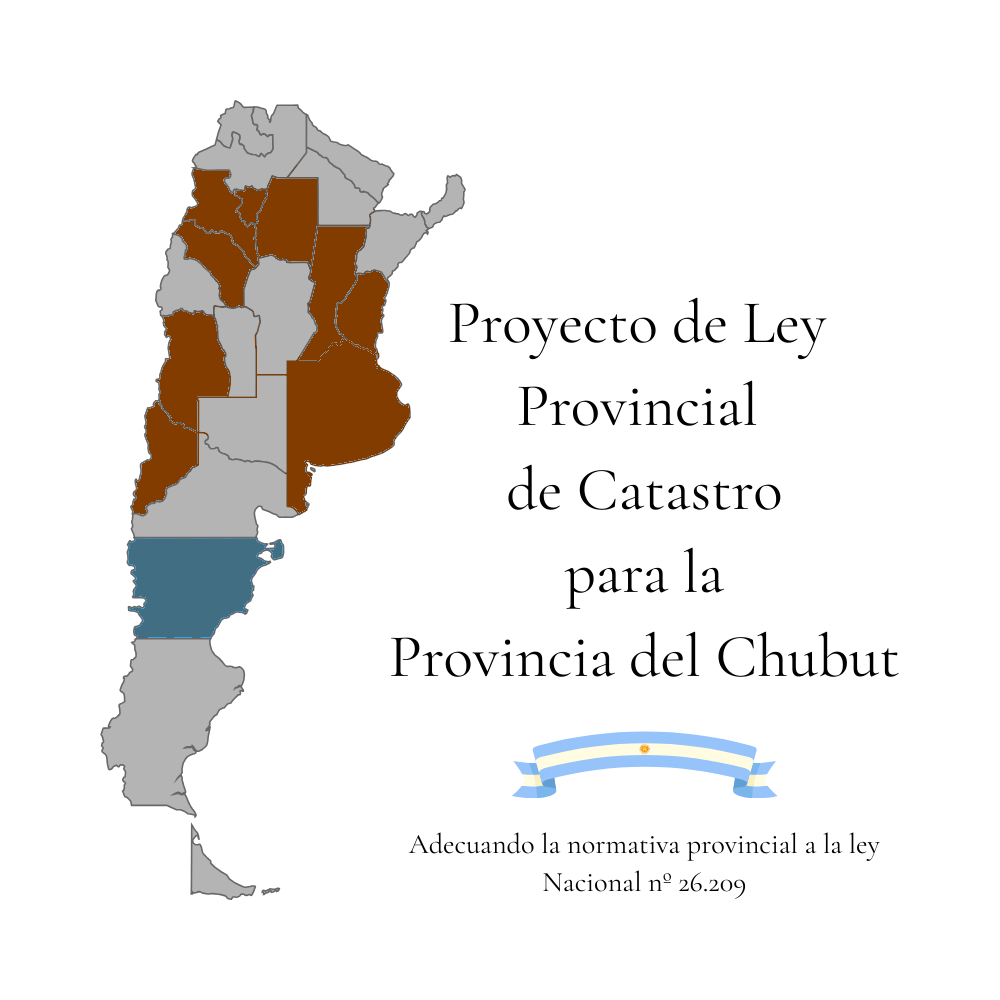 Proyecto de Ley
Provincial
de Catastro
para la
Provincia del Chubut
Adecuando la normativa provincial a la ley
Nacional nº 26.209